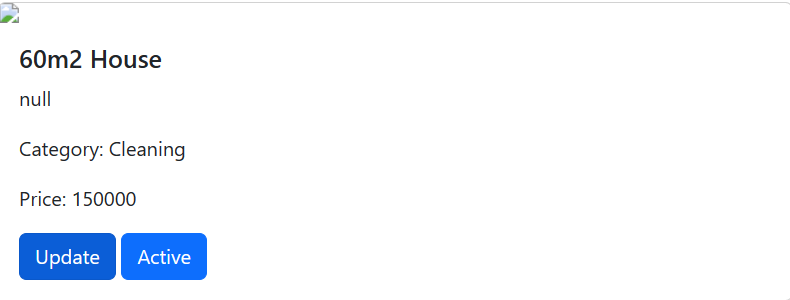 60m2 House
null
Category: Cleaning
Price: 150000
Update Active